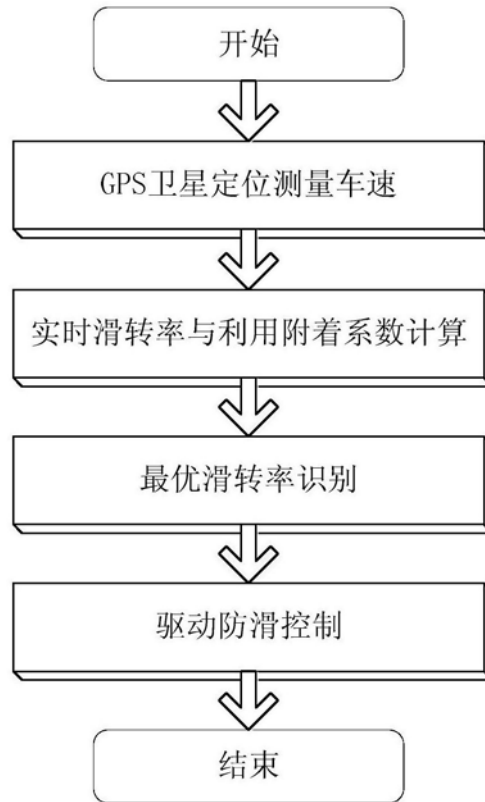 开始
GPS卫星定位测量车速
实时滑转率与利用附着系数计算
最优滑转率识别
驱动防滑控制
结束